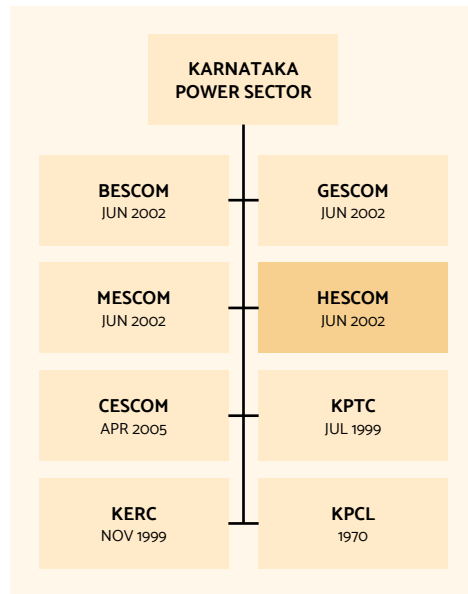 KARNATAKA
POWER SECTOR
BESCOM
JUN 2002
GESCOM
JUN 2002
MESCOM
JUN 2002
HESCOM
JUN 2002
CESCOM
APR 2005
KPTC
JUL 1999
KERC
NOV 1999
KPCL
1970